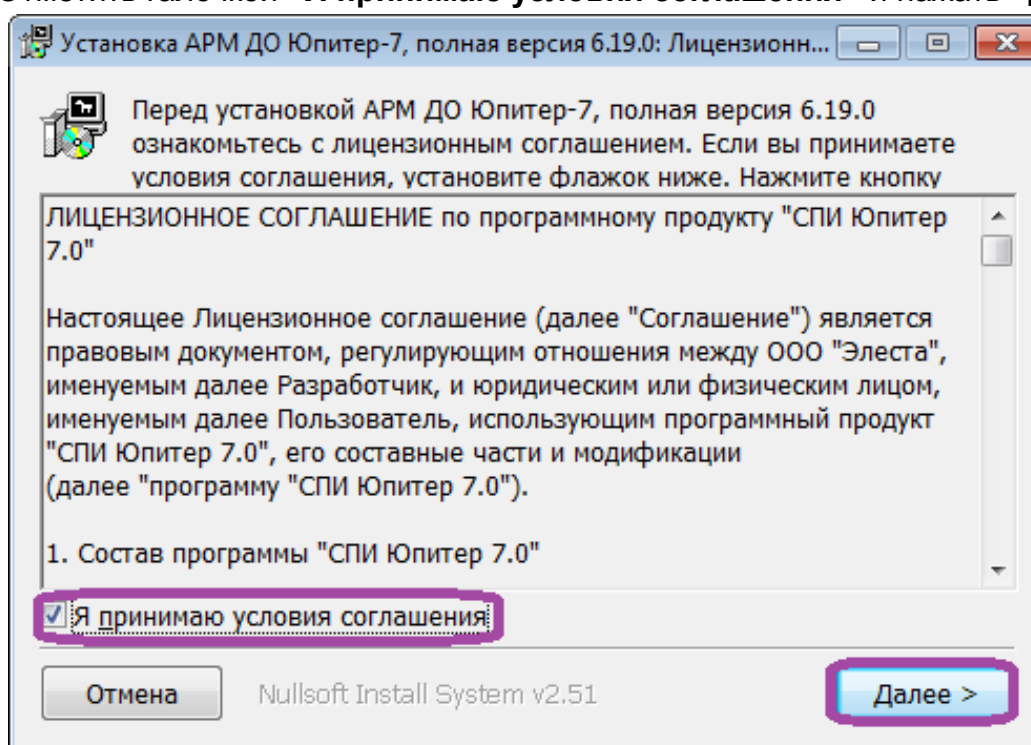 "Я принимаю условия соглашения" и нажать
Установка АРМ ДО Юпитер-7, полная версия 6.19.0: Лицензионн...
Перед установкой АРМ ДО Юпитер-7, полная версия 6.19.0
ознакомьтесь с лицензионным соглашением. Если вы принимаете
условия соглашения, установите флажок ниже. Нажмите кнопку
ЛИЦЕНЗИОННОЕ СОГЛАШЕНИЕ по программному продукту "СПИ Юпитер
7.0"
Настоящее Лицензионное соглашение (далее "Соглашение") является
правовым документом, регулирующим отношения между ООО "Элеста",
именуемым далее Разработчик, и юридическим или физическим лицом,
именуемым далее Пользователь, использующим программный продукт
"СПИ Юпитер 7.0", его составные части и модификации
(далее "программу "СПИ Юпитер 7.0").
1. Состав программы "СПИ Юпитер 7.0"
Я принимаю условия соглашения
Отмена
Nullsoft Install System v2.51
Далее >